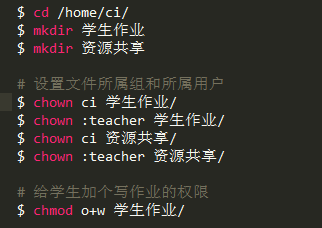 $ cd /home/ci/
$ mkdir 学生作业
$ mkdir 资源共享
# 设置文件所属组和所属用户
$ chown ci 学生作业/
$ chown :teacher 学生作业/
$ chown ci 资源共享/
$ chown :teacher 资源共享/
# 给学生加个写作业的权限
$ chmod o+w 学生作业/